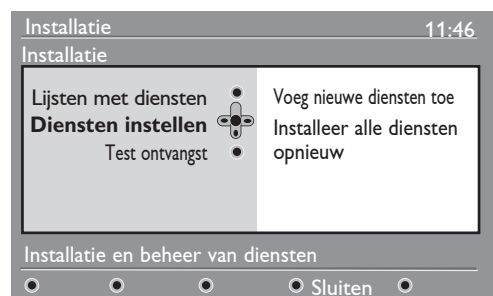 Installatie 11:46
Installatie
Lijsten met diensten
Diensten instellen
Test ontvangst
Voeg nieuwe diensten toe
Installeer alle diensten
opnieuw
Installatie en beheer van diensten
Sluiten